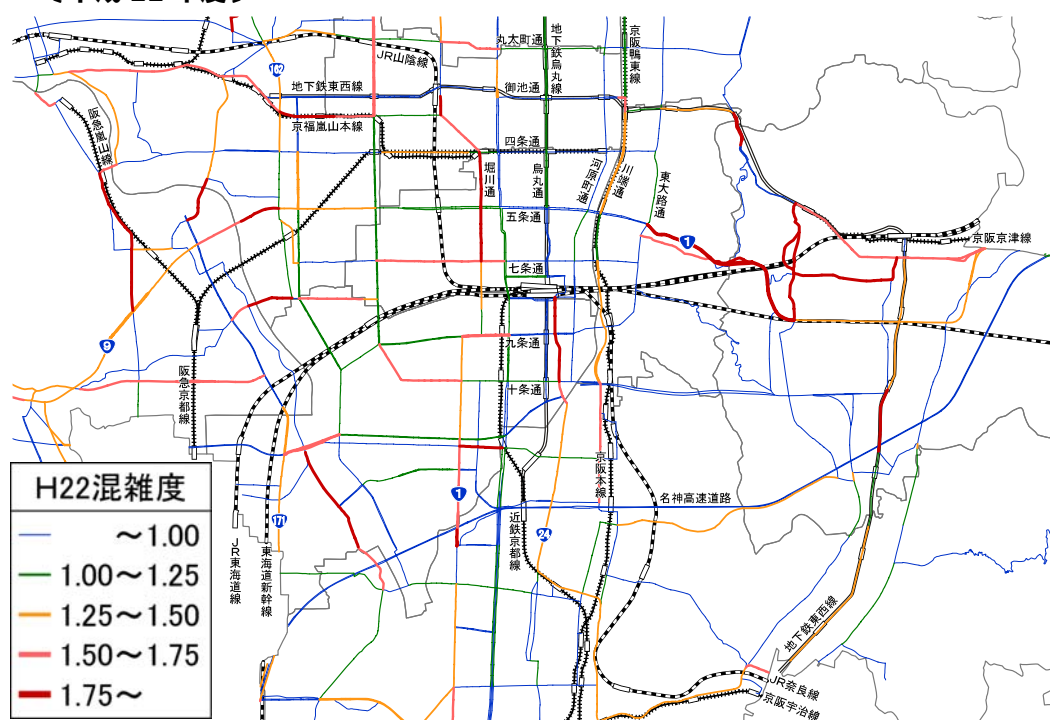 丸太町通
地下鉄烏丸線
京阪鴨東線
JR山陰線
162
地下鉄東西線
御池通
阪急嵐山線
京福嵐山本線
四条通
堀川通
烏丸通
河原町通
川端通
東大路通
五条通
1
京阪京津線
七条通
9
九条通
阪急京都線
十条通
京阪本線
H22混雑度
～1.00
1.00～1.25
1.25～1.50
1.50～1.75
1.75～
1
名神高速道路
171
近鉄京都線
24
JR東海道線
東海道新幹線
地下鉄東西線
JR奈良線
京阪宇治線